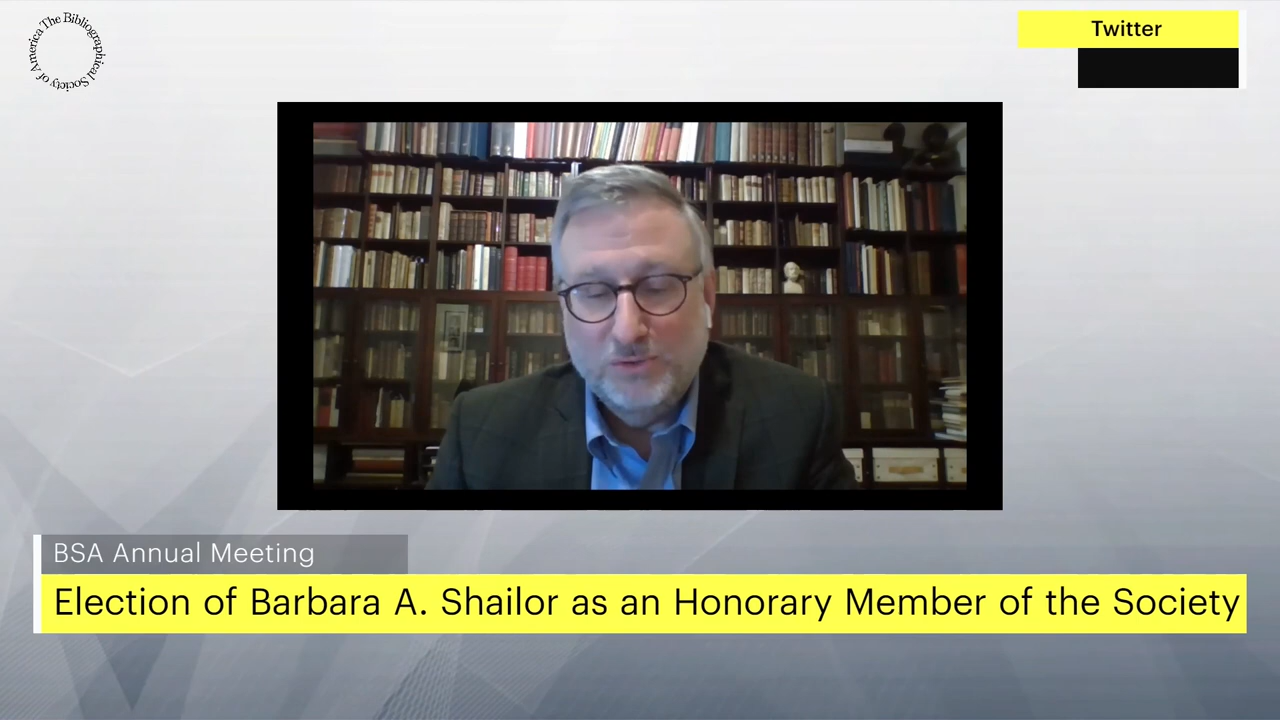 The Bibliographical Society of America
Twitter
BSA Annual Meeting
Election of Barbara A. Shailor as an Honorary Member of the Society